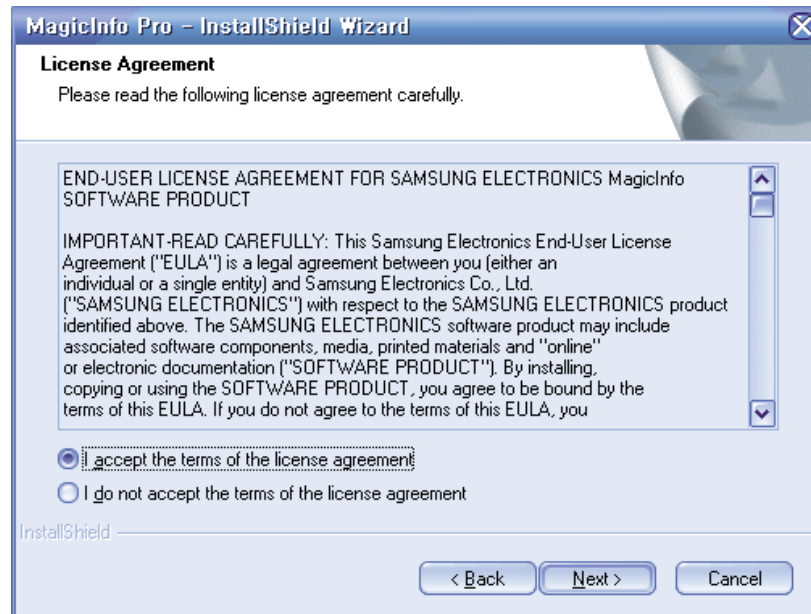 MagicInfo Pro - InstallShield Wizard
License Agreement
Please read the following license agreement carefully.
END-USER LICENSE AGREEMENT FOR SAMSUNG ELECTRONICS MagicInfo
SOFTWARE PRODUCT
IMPORTANT-READ CAREFULLY: This Samsung Electronics End-User License
Agreement ("EULA") is a legal agreement between you (either an
individual or a single entity) and Samsung Electronics Co., Ltd.
("SAMSUNG ELECTRONICS") with respect to the SAMSUNG ELECTRONICS product
identified above. The SAMSUNG ELECTRONICS software product may include
associated software components, media, printed materials and "online"
or electronic documentation ("SOFTWARE PRODUCT"). By installing,
copying or using the SOFTWARE PRODUCT, you agree to be bound by the
terms of this EULA. If you do not agree to the terms of this EULA, you
I accept the terms of the license agreement
I do not accept the terms of the license agreement
InstallShield
< Back Next > Cancel